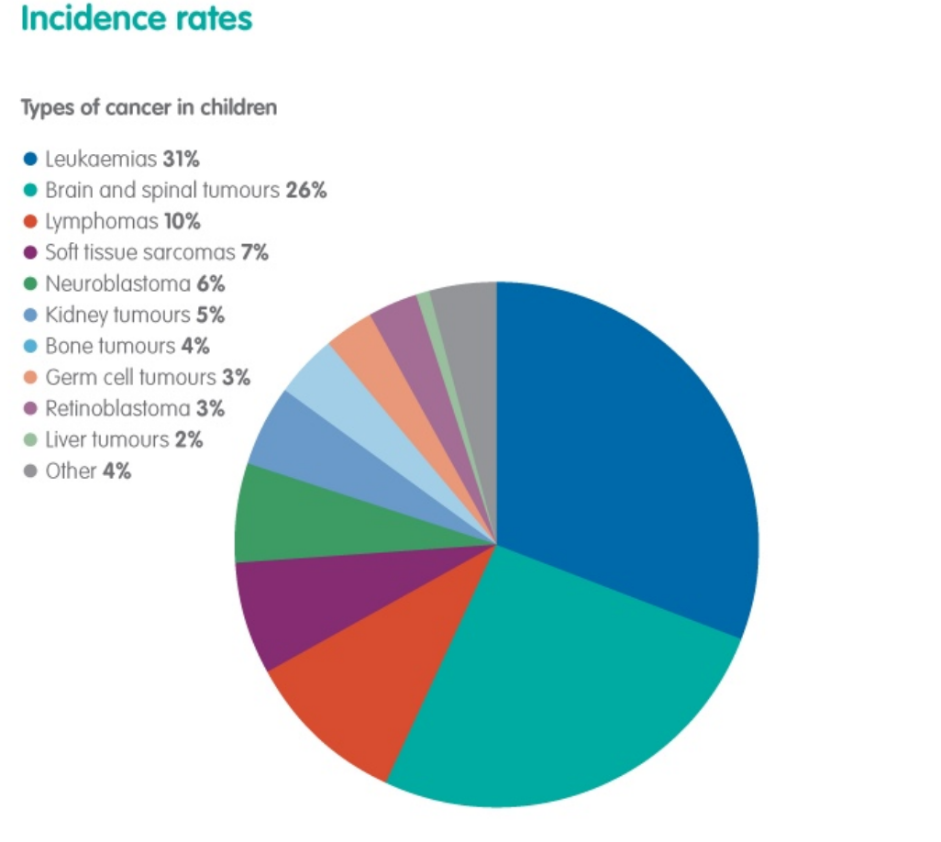 Incidence rates
Types of cancer in children
Leukaemias 31%
Brain and spinal tumours 26%
Lymphomas 10%
Soft tissue sarcomas 7%
Neuroblastoma 6%
Kidney tumours 5%
Bone tumours 4%
Germ cell tumours 3%
Retinoblastoma 3%
Liver tumours 2%
Other 4%